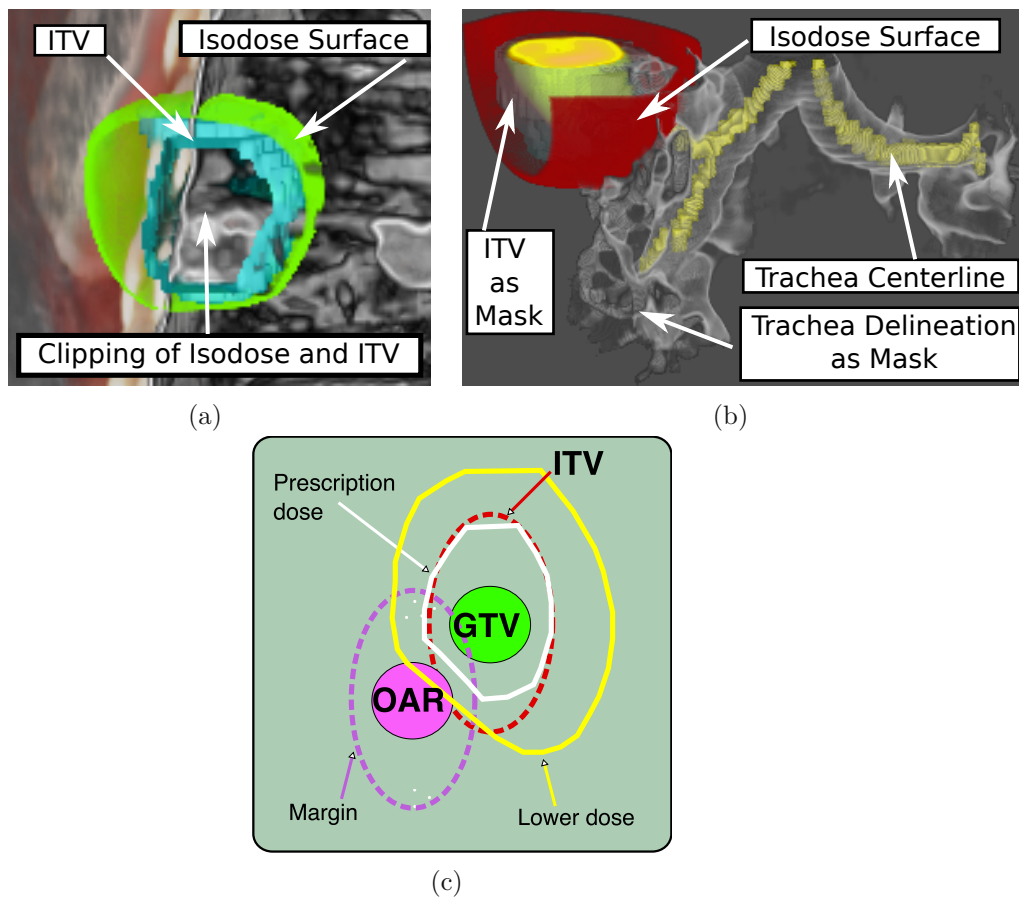 ITV
Isodose Surface
Clipping of Isodose and ITV
(a)
Isodose Surface
ITV
as
Mask
Trachea Centerline
Trachea Delineation
as Mask
(b)
ITV
Prescription
dose
GTV
OAR
Margin
Lower dose
(c)